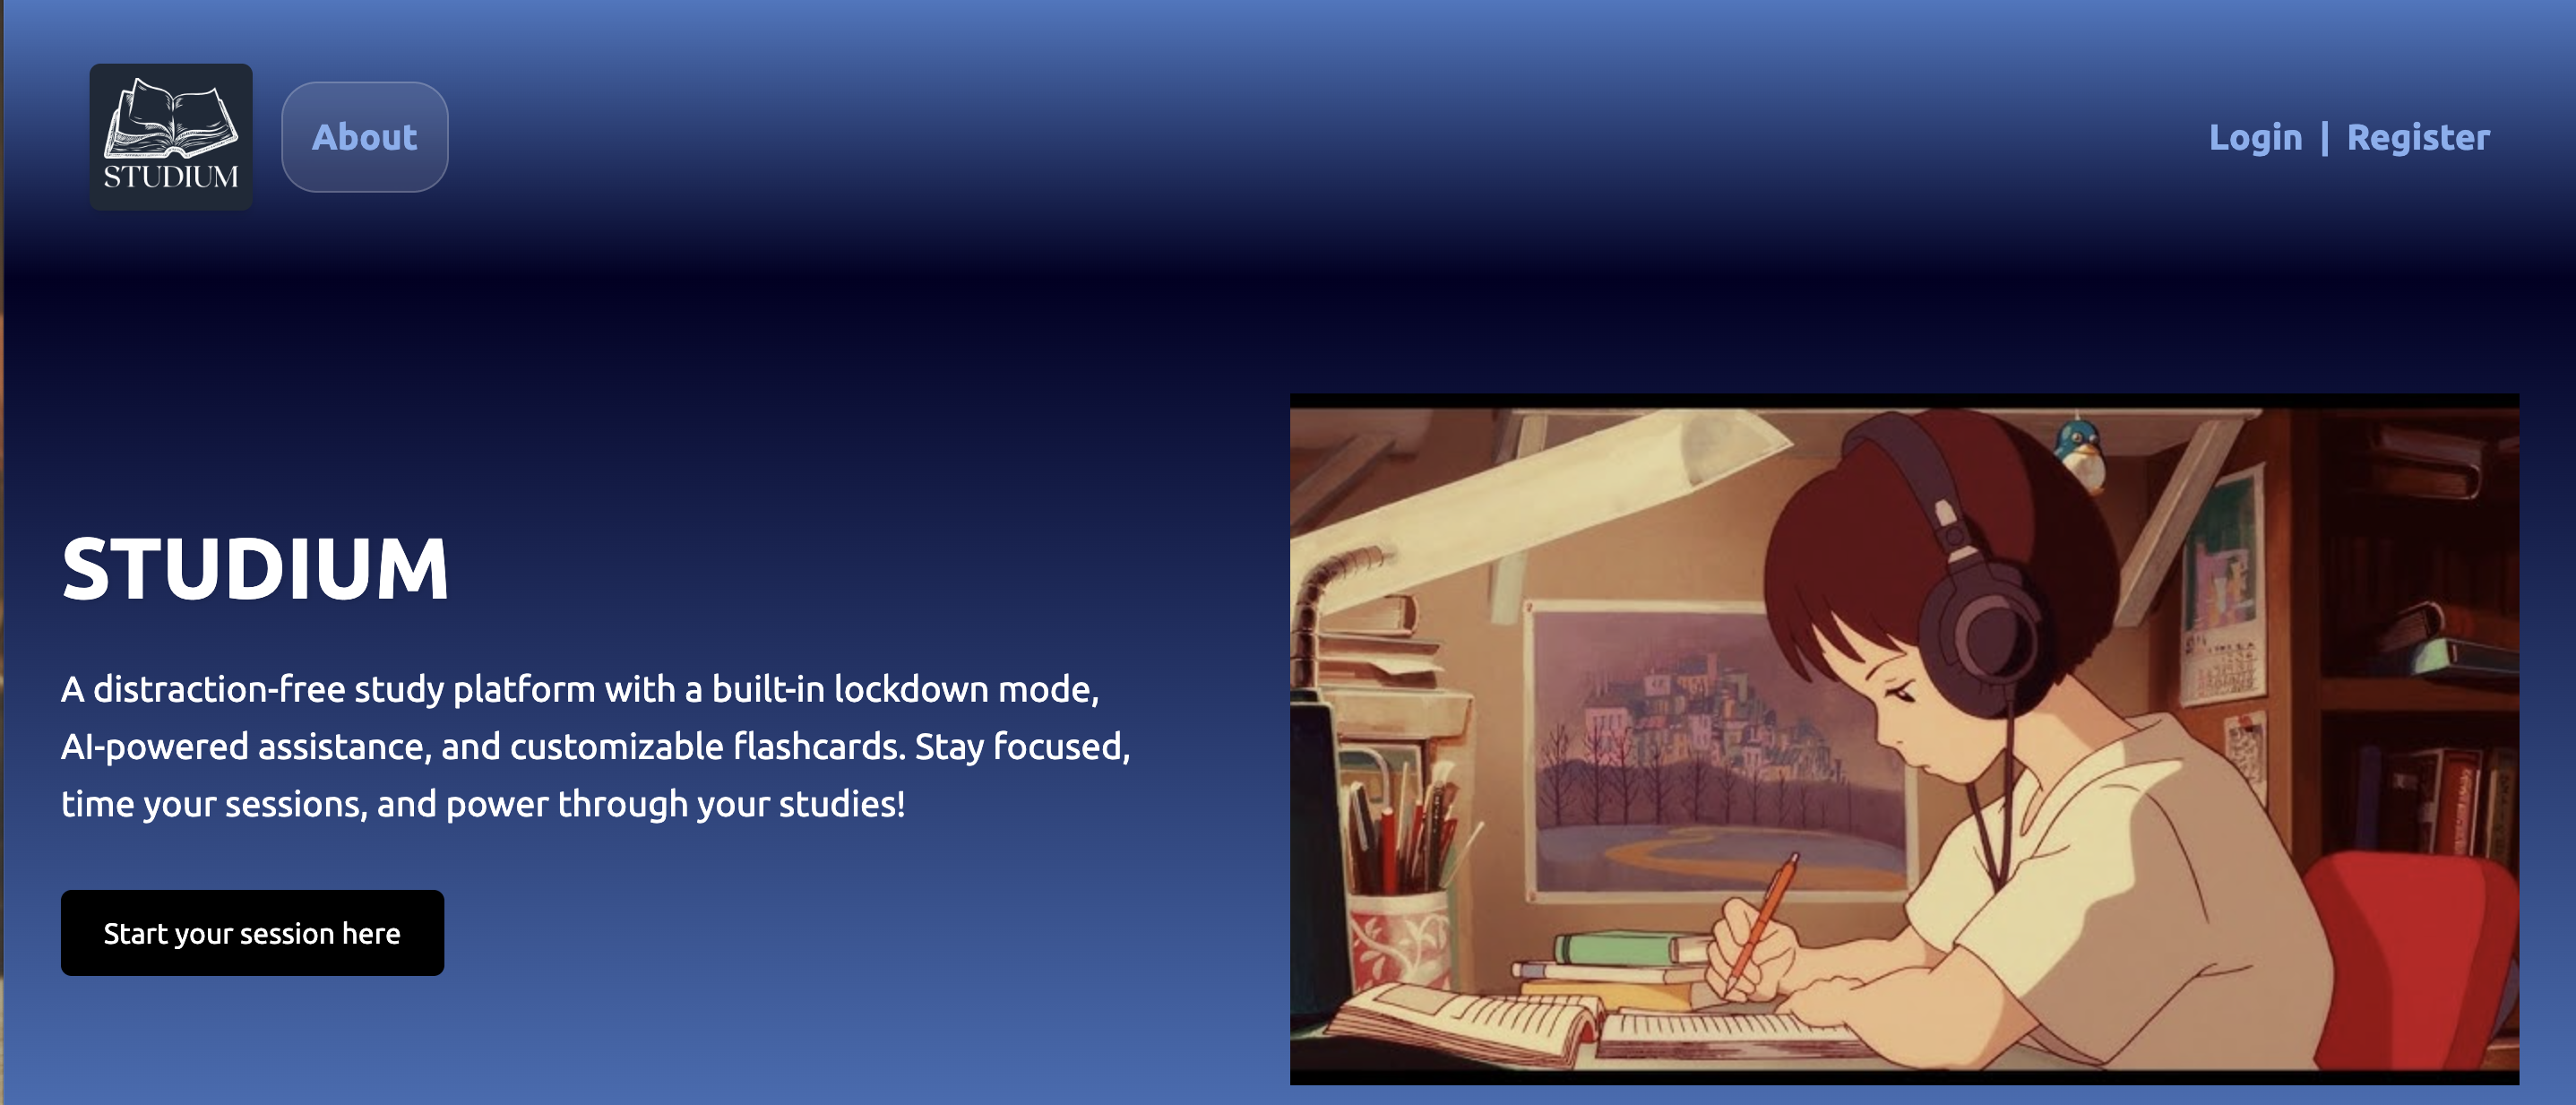 STUDIUM
About
Login | Register
STUDIUM
A distraction-free study platform with a built-in lockdown mode,
AI-powered assistance, and customizable flashcards. Stay focused,
time your sessions, and power through your studies!
Start your session here